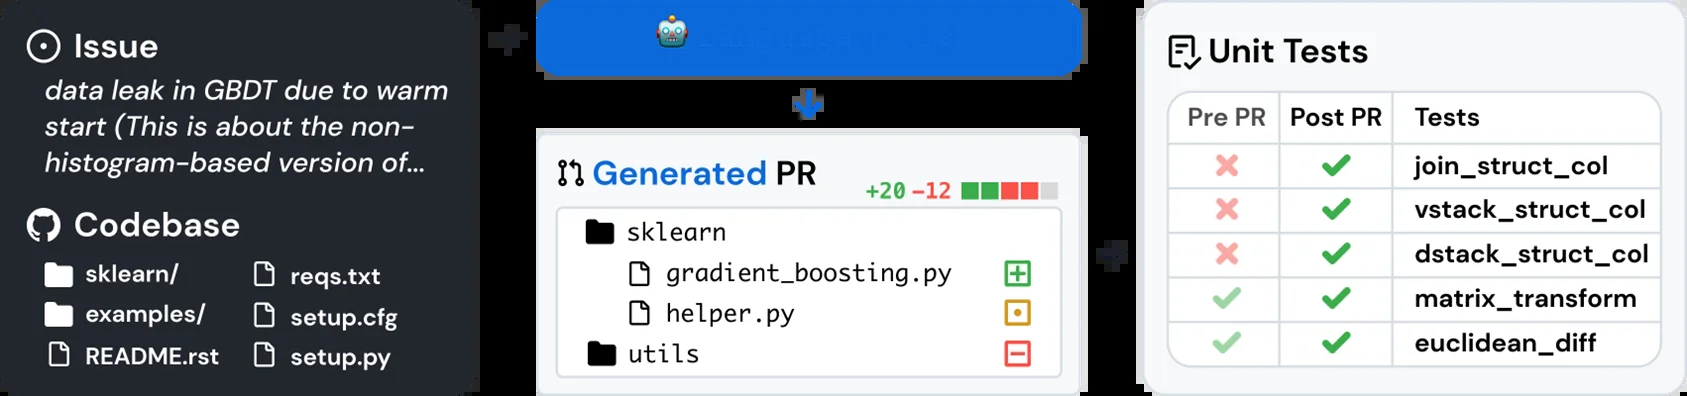 Issue
data leak in GBDT due to warm
start (This is about the non-
histogram-based version of...
Codebase
sklearn/
reqs.txt
examples/
setup.cfg
README.rst
setup.py
Generated PR
+20 -12
sklearn
gradient_boosting.py
helper.py
utils
Unit Tests
Pre PR Post PR Tests
join_struct_col
vstack_struct_col
dstack_struct_col
matrix_transform
euclidean_diff